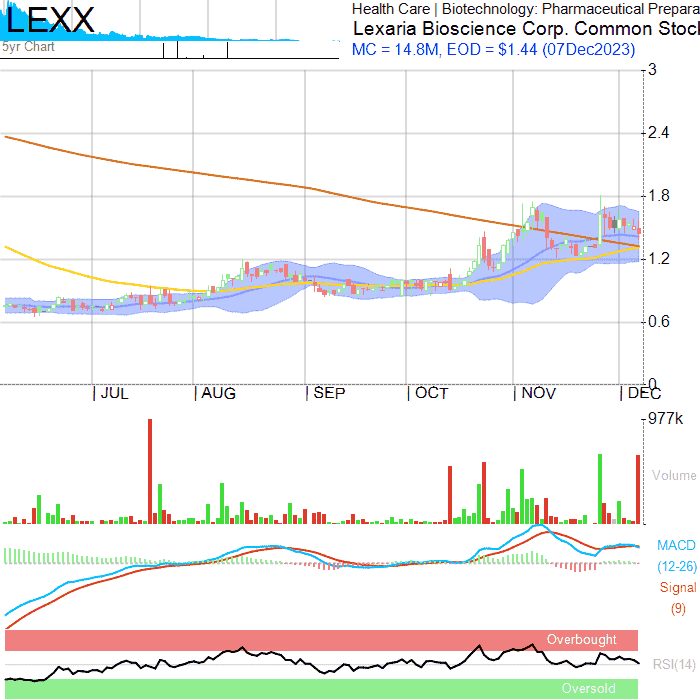 LEXX
5yr Chart
Health Care | Biotechnology: Pharmaceutical Prepara
Lexaria Bioscience Corp. Common Stocl
MC = 14.8M, EOD = $1.44 (07Dec2023)
3
2.4
1.8
1.2
0.6
0
JUL AUG SEP OCT NOV DEC
977k
Volume
MACD
(12-26)
Signal
(9)
Overbought
RSI(14)
Oversold